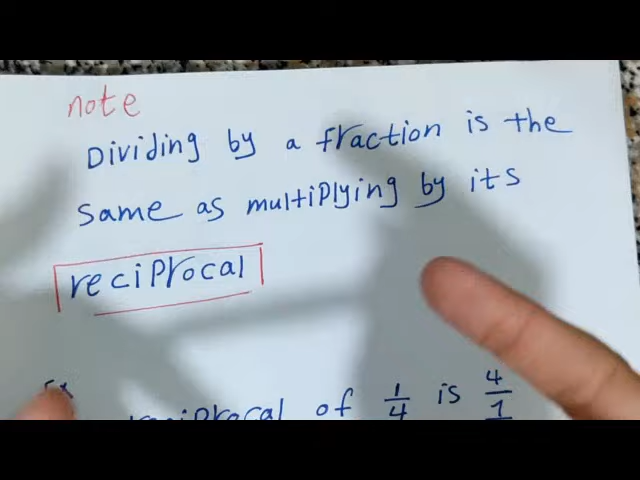 note
Dividing by a fraction is the
same as multiplying by its
reciprocal
reciprocal of 1/4 is 4/1